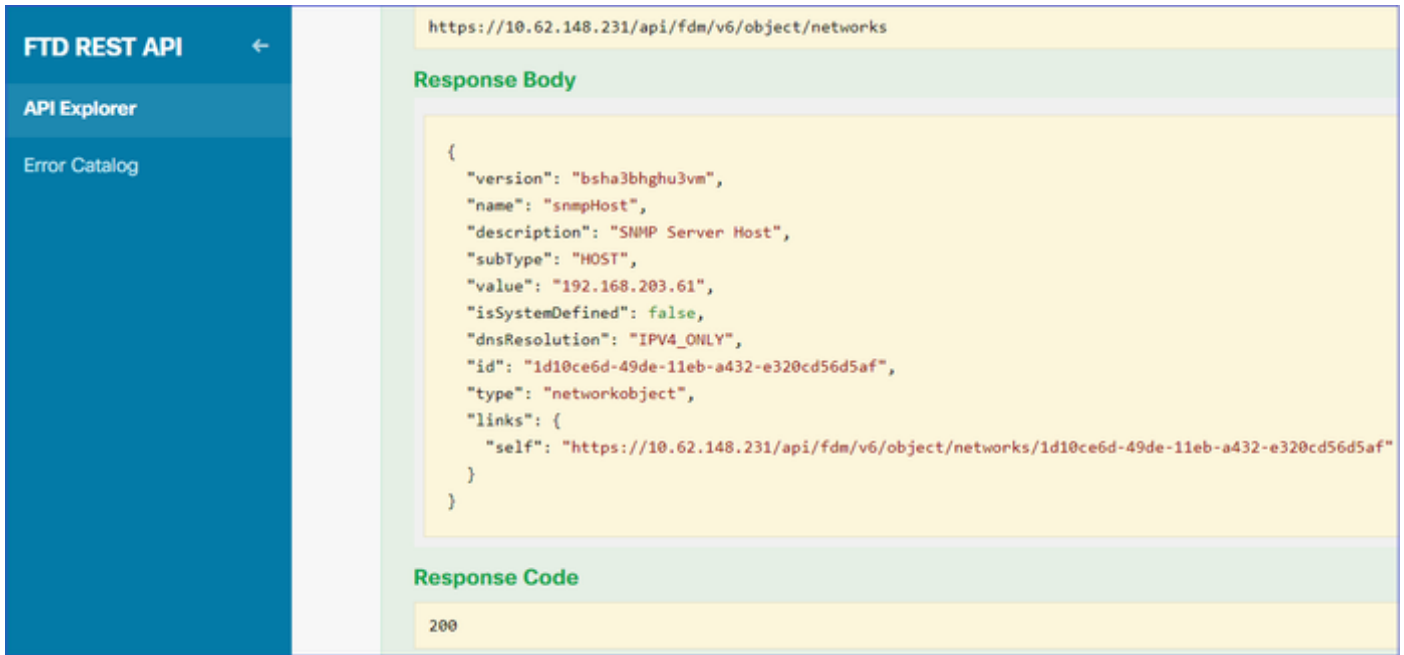 FTD REST API ←
API Explorer
Error Catalog
https://10.62.148.231/api/fdm/v6/object/networks
Response Body
{
"version": "bsha3bhghu3vm",
"name": "snmpHost",
"description": "SNMP Server Host",
"subType": "HOST",
"value": "192.168.203.61",
"isSystemDefined": false,
"dnsResolution": "IPV4_ONLY",
"id": "1d10ce6d-49de-11eb-a432-e320cd56d5af",
"type": "networkobject",
"links": {
"self": "https://10.62.148.231/api/fdm/v6/object/networks/1d10ce6d-49de-11eb-a432-e320cd56d5af"
}
}
Response Code
200